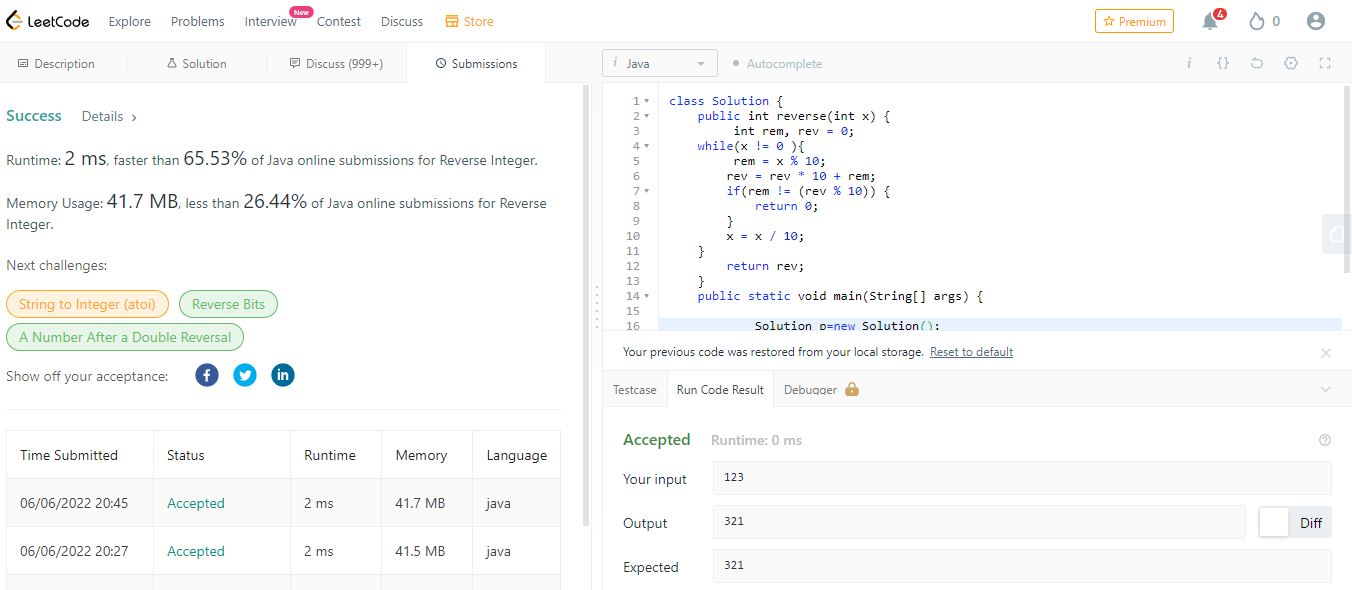 LeetCode Explore Problems Interview New Contest Discuss Store Premium 4 0
Description Solution Discuss (999+) Submissions
Success Details >
Runtime: 2 ms, faster than 65.53% of Java online submissions for Reverse Integer.
Memory Usage: 41.7 MB, less than 26.44% of Java online submissions for Reverse
Integer.
Next challenges:
String to Integer (atoi) Reverse Bits
A Number After a Double Reversal
Show off your acceptance:
Time Submitted Status Runtime Memory Language
06/06/2022 20:45 Accepted 2 ms 41.7 MB java
06/06/2022 20:27 Accepted 2 ms 41.5 MB java
i Java Autocomplete i {}
1 class Solution {
2 public int reverse(int x) {
3 int rem, rev = 0;
4 while(x != 0 ){
5 rem = x % 10;
6 rev = rev * 10 + rem;
7 if(rem != (rev % 10)) {
8 return 0;
9 }
10 x = x / 10;
11 }
12 return rev;
13 }
14 public static void main(String[] args) {
15
16 Solution p=new Solution();
Your previous code was restored from your local storage. Reset to default
Testcase Run Code Result Debugger
Accepted Runtime: 0 ms
Your input 123
Output 321 Diff
Expected 321